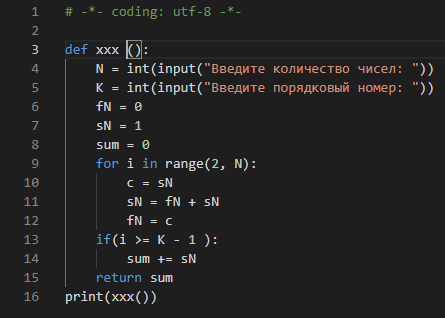 1 # -*- coding: utf-8 -*-
2
3 def xxx ():
4     N = int(input("Введите количество чисел: "))
5     K = int(input("Введите порядковый номер: "))
6     fN = 0
7     sN = 1
8     sum = 0
9     for i in range(2, N):
10         c = sN
11         sN = fN + sN
12         fN = c
13     if(i >= K - 1 ):
14         sum += sN
15     return sum
16 print(xxx())